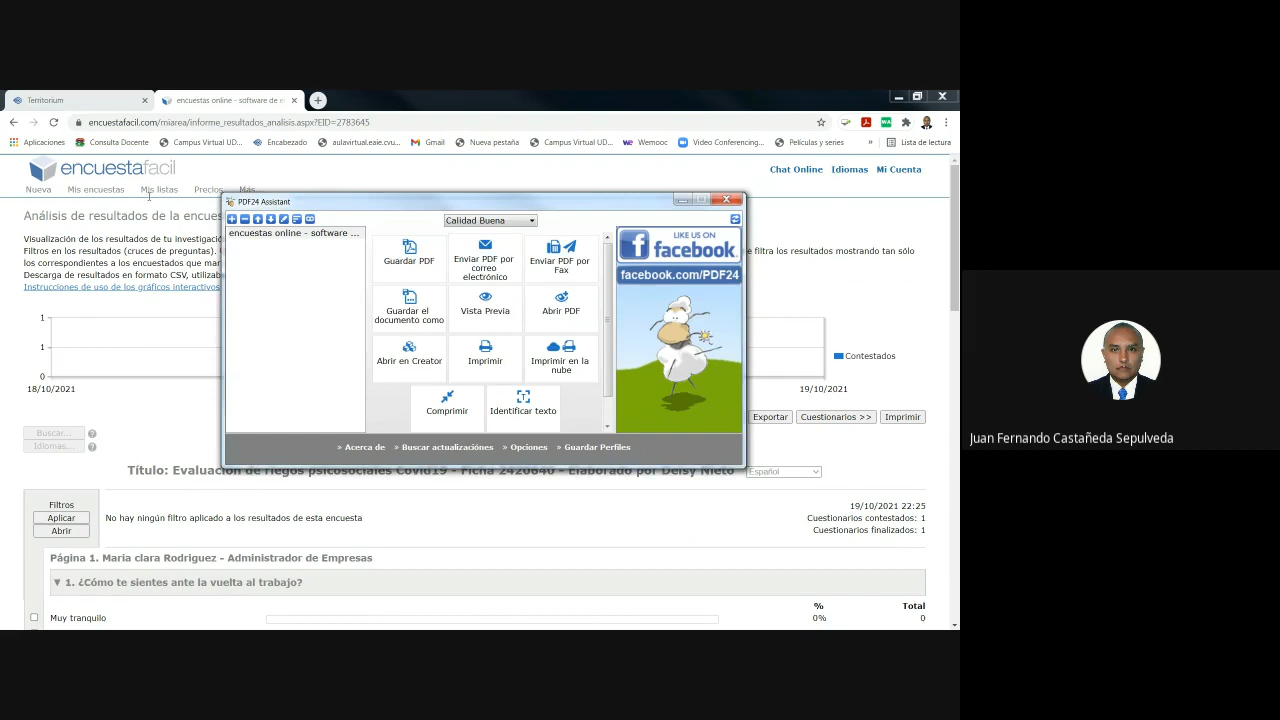 Territorium
encuestas online - software de e
encuestafacil.com/miarea/informe_resultados_analisis.aspx?EID=2783645
Aplicaciones
Consulta Docente
Campus Virtual UD...
Encabezado
aulavirtual.eaie.cvu...
Gmail
Nueva pestaña
Campus Virtual UD...
Wemooc
Video Conferencing...
Películas y series
»
Lista de lectura
encuestafacil
Chat Online
Idiomas
Mi Cuenta
Nueva
Mis encuestas
Mis listas
Precios
Más
Análisis de resultados de la encues
Visualización de los resultados de tu investigació
Filtros en los resultados (cruces de preguntas).
e filtra los resultados mostrando tan sólo
los correspondientes a los encuestados que mar
Descarga de resultados en formato CSV, utilizab
Instrucciones de uso de los gráficos interactivos
1
1
0
18/10/2021
19/10/2021
Contestados
PDF24 Assistant
Calidad Buena
encuestas online - software ...
Guardar PDF
Enviar PDF por correo electrónico
Enviar PDF por Fax
Guardar el documento como
Vista Previa
Abrir PDF
Abrir en Creator
Imprimir
Imprimir en la nube
Comprimir
Identificar texto
LIKE US ON
facebook
facebook.com/PDF24
» Acerca de
» Buscar actualizaciónes
» Opciones
» Guardar Perfiles
Exportar
Cuestionarios >>
Imprimir
Buscar...
Idiomas...
Título: Evaluación de riegos psicosociales Covid19 - Ficha 2420640 - Elaborado por Deisy Nieto
Español
Filtros
Aplicar
Abrir
No hay ningún filtro aplicado a los resultados de esta encuesta
19/10/2021 22:25
Cuestionarios contestados: 1
Cuestionarios finalizados: 1
Página 1. Maria clara Rodriguez - Administrador de Empresas
▼ 1. ¿Cómo te sientes ante la vuelta al trabajo?
%
Total
Muy tranquilo
0%
0
Juan Fernando Castañeda Sepulveda